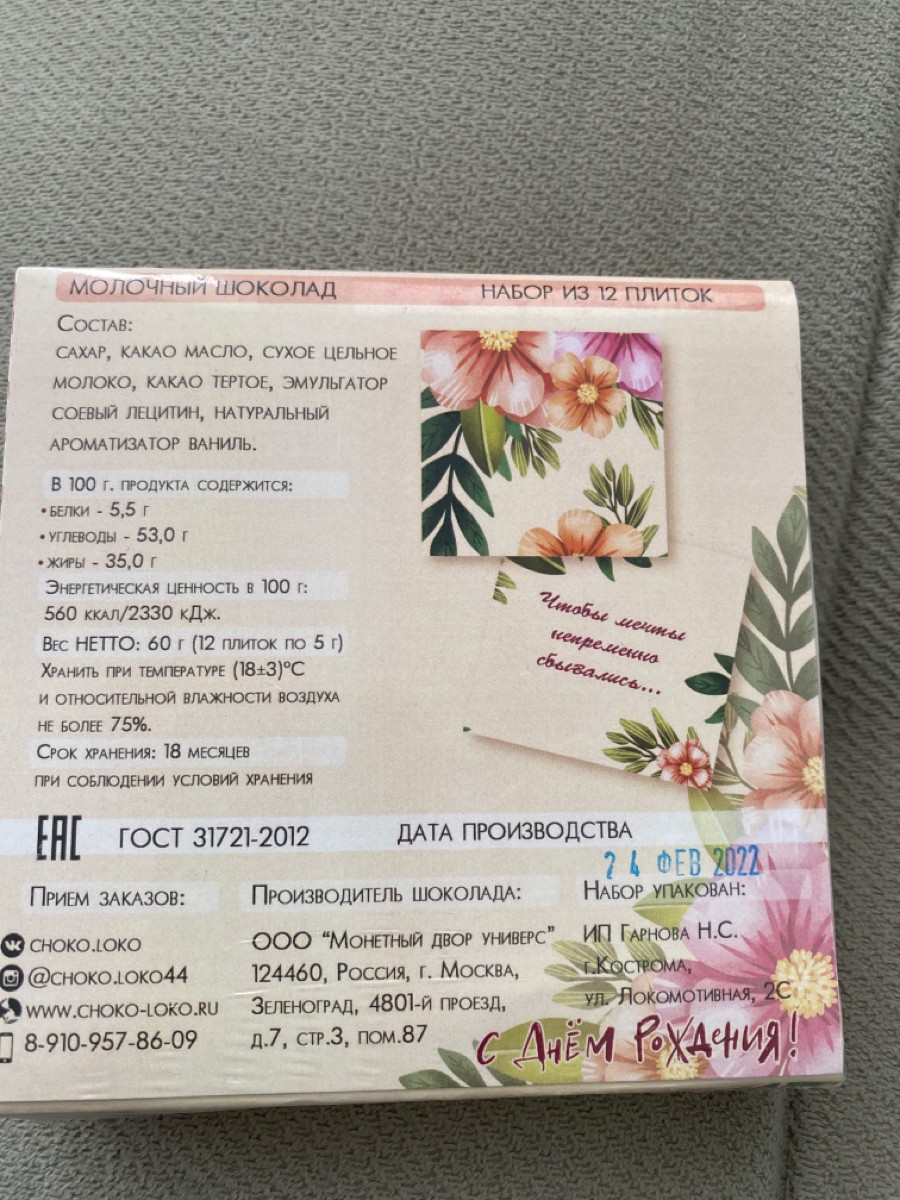 МОЛОЧНЫЙ ШОКОЛАД
НАБОР ИЗ 12 ПЛИТОК
Состав:
САХАР, КАКАО МАСЛО, СУХОЕ ЦЕЛЬНОЕ
МОЛОКО, КАКАО ТЕРТОЕ, ЭМУЛЬГАТОР
СОЕВЫЙ ЛЕЦИТИН, НАТУРАЛЬНЫЙ
АРОМАТИЗАТОР ВАНИЛЬ.
В 100 г. ПРОДУКТА СОДЕРЖИТСЯ:
•БЕЛКИ - 5,5 г
•УГЛЕВОДЫ - 53,0 г
•ЖИРЫ - 35,0 г
Энергетическая ценность в 100 г:
560 ккал/2330 кДж.
Вес НЕТТО: 60 г (12 плиток по 5 г)
Хранить при температуре (18±3)°С
и относительной влажности воздуха
не более 75%.
Срок хранения: 18 месяцев
при соблюдении условий хранения
Чтобы мечты
непременно
сбывались...
ЕАС
ГОСТ 31721-2012
ДАТА ПРОИЗВОДСТВА
24 ФЕВ 2022
Прием заказов:
CHOKO.LOKO
@CHOKO.LOKO44
WWW.CHOKO-LOKO.RU
8-910-957-86-09
Производитель шоколада:
ООО "Монетный двор универс"
124460, Россия, г. Москва,
Зеленоград, 4801-й проезд,
д.7, стр.3, пом.87
Набор упакован:
ИП Гарнова Н.С.
г.Кострома,
ул. Локомотивная, 2С
С Днём Рождения!